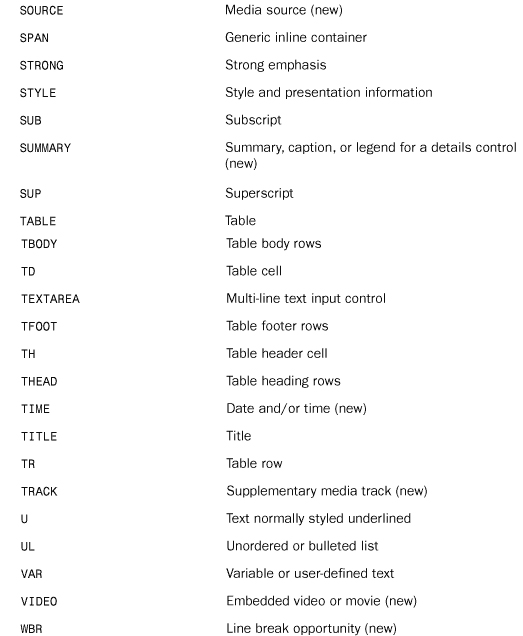 SOURCE Media source (new)
SPAN Generic inline container
STRONG Strong emphasis
STYLE Style and presentation information
SUB Subscript
SUMMARY Summary, caption, or legend for a details control
(new)
SUP Superscript
TABLE Table
TBODY Table body rows
TD Table cell
TEXTAREA Multi-line text input control
TFOOT Table footer rows
TH Table header cell
THEAD Table heading rows
TIME Date and/or time (new)
TITLE Title
TR Table row
TRACK Supplementary media track (new)
U Text normally styled underlined
UL Unordered or bulleted list
VAR Variable or user-defined text
VIDEO Embedded video or movie (new)
WBR Line break opportunity (new)